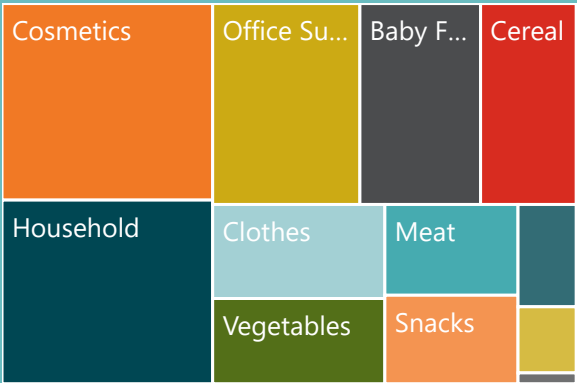 Cosmetics
Office Su...
Baby F...
Cereal
Household
Clothes
Meat
Vegetables
Snacks